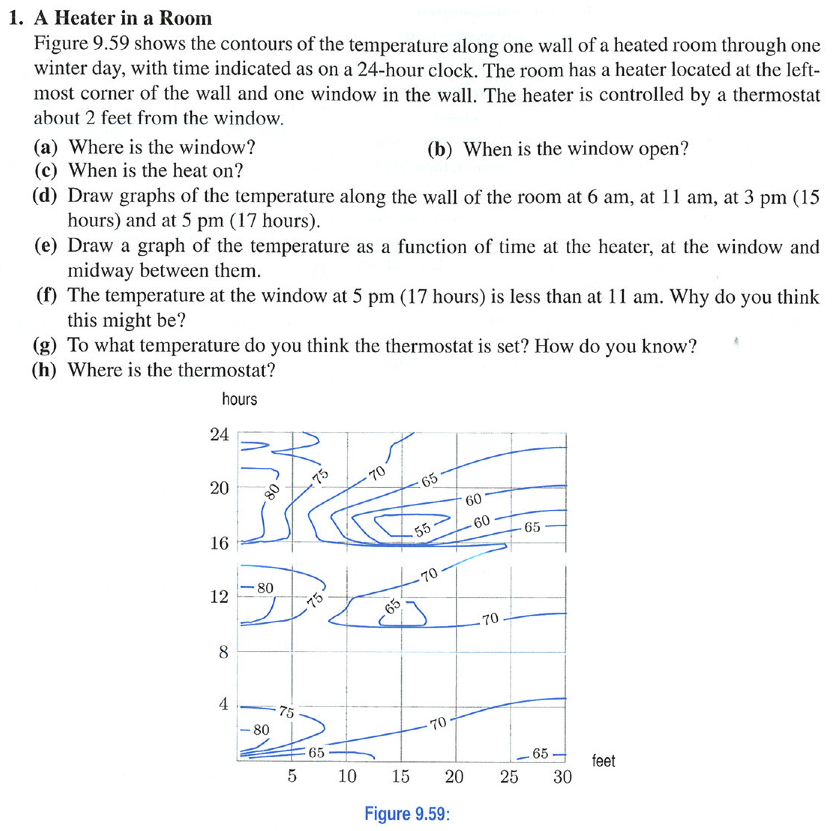 1. A Heater in a Room
Figure 9.59 shows the contours of the temperature along one wall of a heated room through one
winter day, with time indicated as on a 24-hour clock. The room has a heater located at the left-
most corner of the wall and one window in the wall. The heater is controlled by a thermostat
about 2 feet from the window.
(a) Where is the window? (b) When is the window open?
(c) When is the heat on?
(d) Draw graphs of the temperature along the wall of the room at 6 am, at 11 am, at 3 pm (15
hours) and at 5 pm (17 hours).
(e) Draw a graph of the temperature as a function of time at the heater, at the window and
midway between them.
(f) The temperature at the window at 5 pm (17 hours) is less than at 11 am. Why do you think
this might be?
(g) To what temperature do you think the thermostat is set? How do you know?
(h) Where is the thermostat?
hours
24
75 70 65
20
80 60
55 60 65
16
70
80
12
75 65
70
8
4
75
70
80
65 65
feet
5 10 15 20 25 30
Figure 9.59: